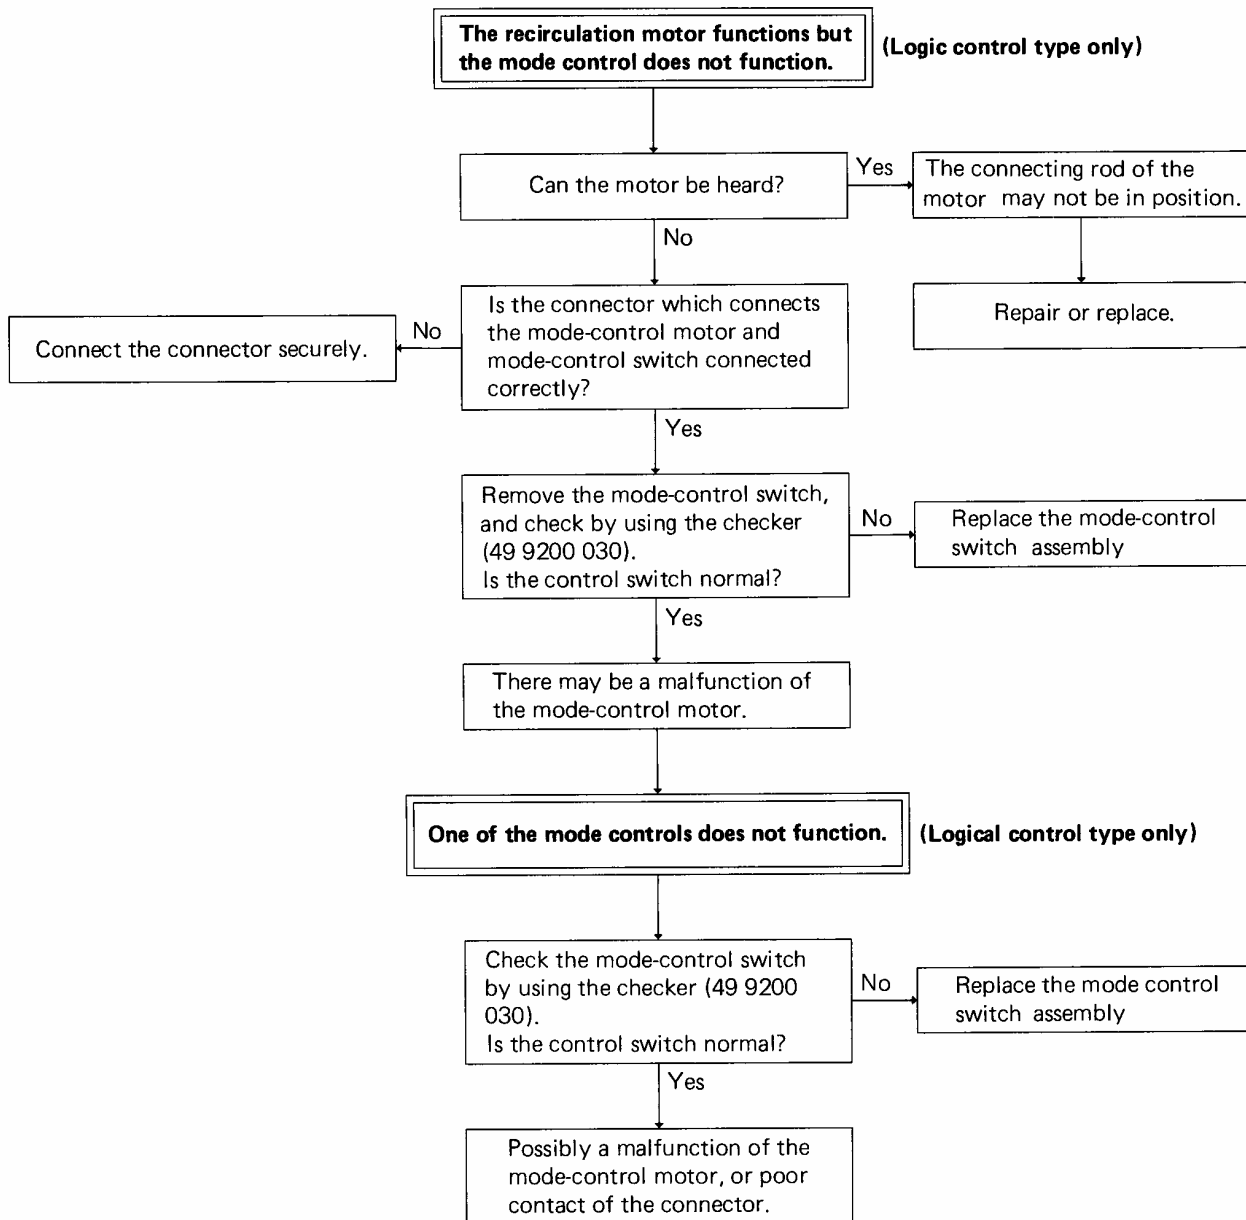 The recirculation motor functions but
the mode control does not function.
(Logic control type only)
Can the motor be heard?
Yes
The connecting rod of the
motor may not be in position.
No
Repair or replace.
Is the connector which connects
the mode-control motor and
mode-control switch connected
correctly?
No
Connect the connector securely.
Yes
Remove the mode-control switch,
and check by using the checker
(49 9200 030).
Is the control switch normal?
No
Replace the mode-control
switch assembly
Yes
There may be a malfunction of
the mode-control motor.
One of the mode controls does not function.
(Logical control type only)
Check the mode-control switch
by using the checker (49 9200
030).
Is the control switch normal?
No
Replace the mode control
switch assembly
Yes
Possibly a malfunction of the
mode-control motor, or poor
contact of the connector.